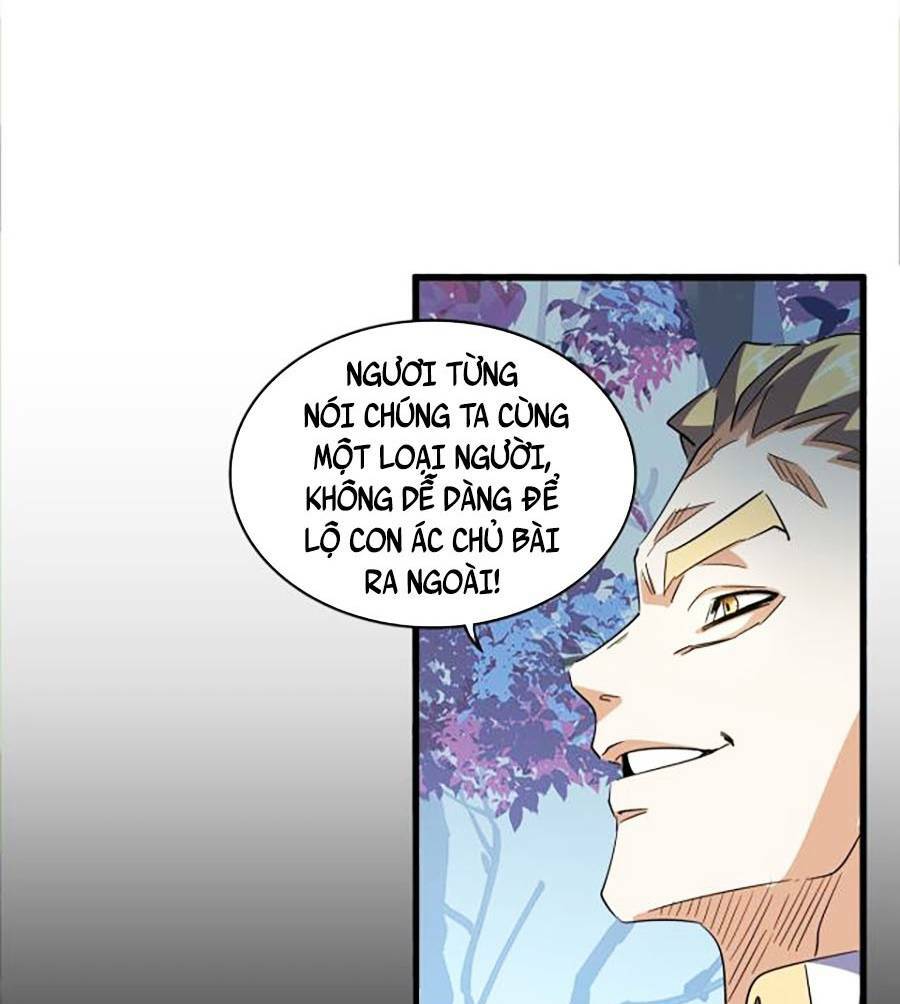 NGƯƠI TỪNG
NÓI CHÚNG TA CÙNG
MỘT LOẠI NGƯỜI,
KHÔNG DỄ DÀNG ĐỂ
LỘ CON ÁC CHỦ BÀI
RA NGOÀI!